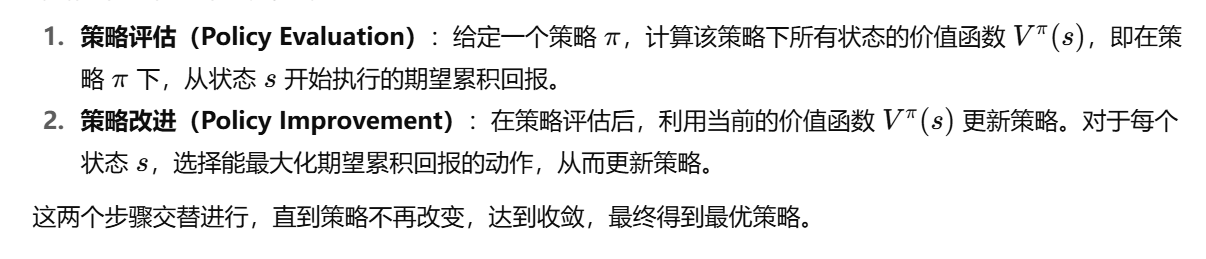 1. 策略评估（Policy Evaluation）：给定一个策略 π，计算该策略下所有状态的价值函数 V^π(s)，即在策
略 π 下，从状态 s 开始执行的期望累积回报。
2. 策略改进（Policy Improvement）：在策略评估后，利用当前的价值函数 V^π(s) 更新策略。对于每个
状态 s，选择能最大化期望累积回报的动作，从而更新策略。
这两个步骤交替进行，直到策略不再改变，达到收敛，最终得到最优策略。